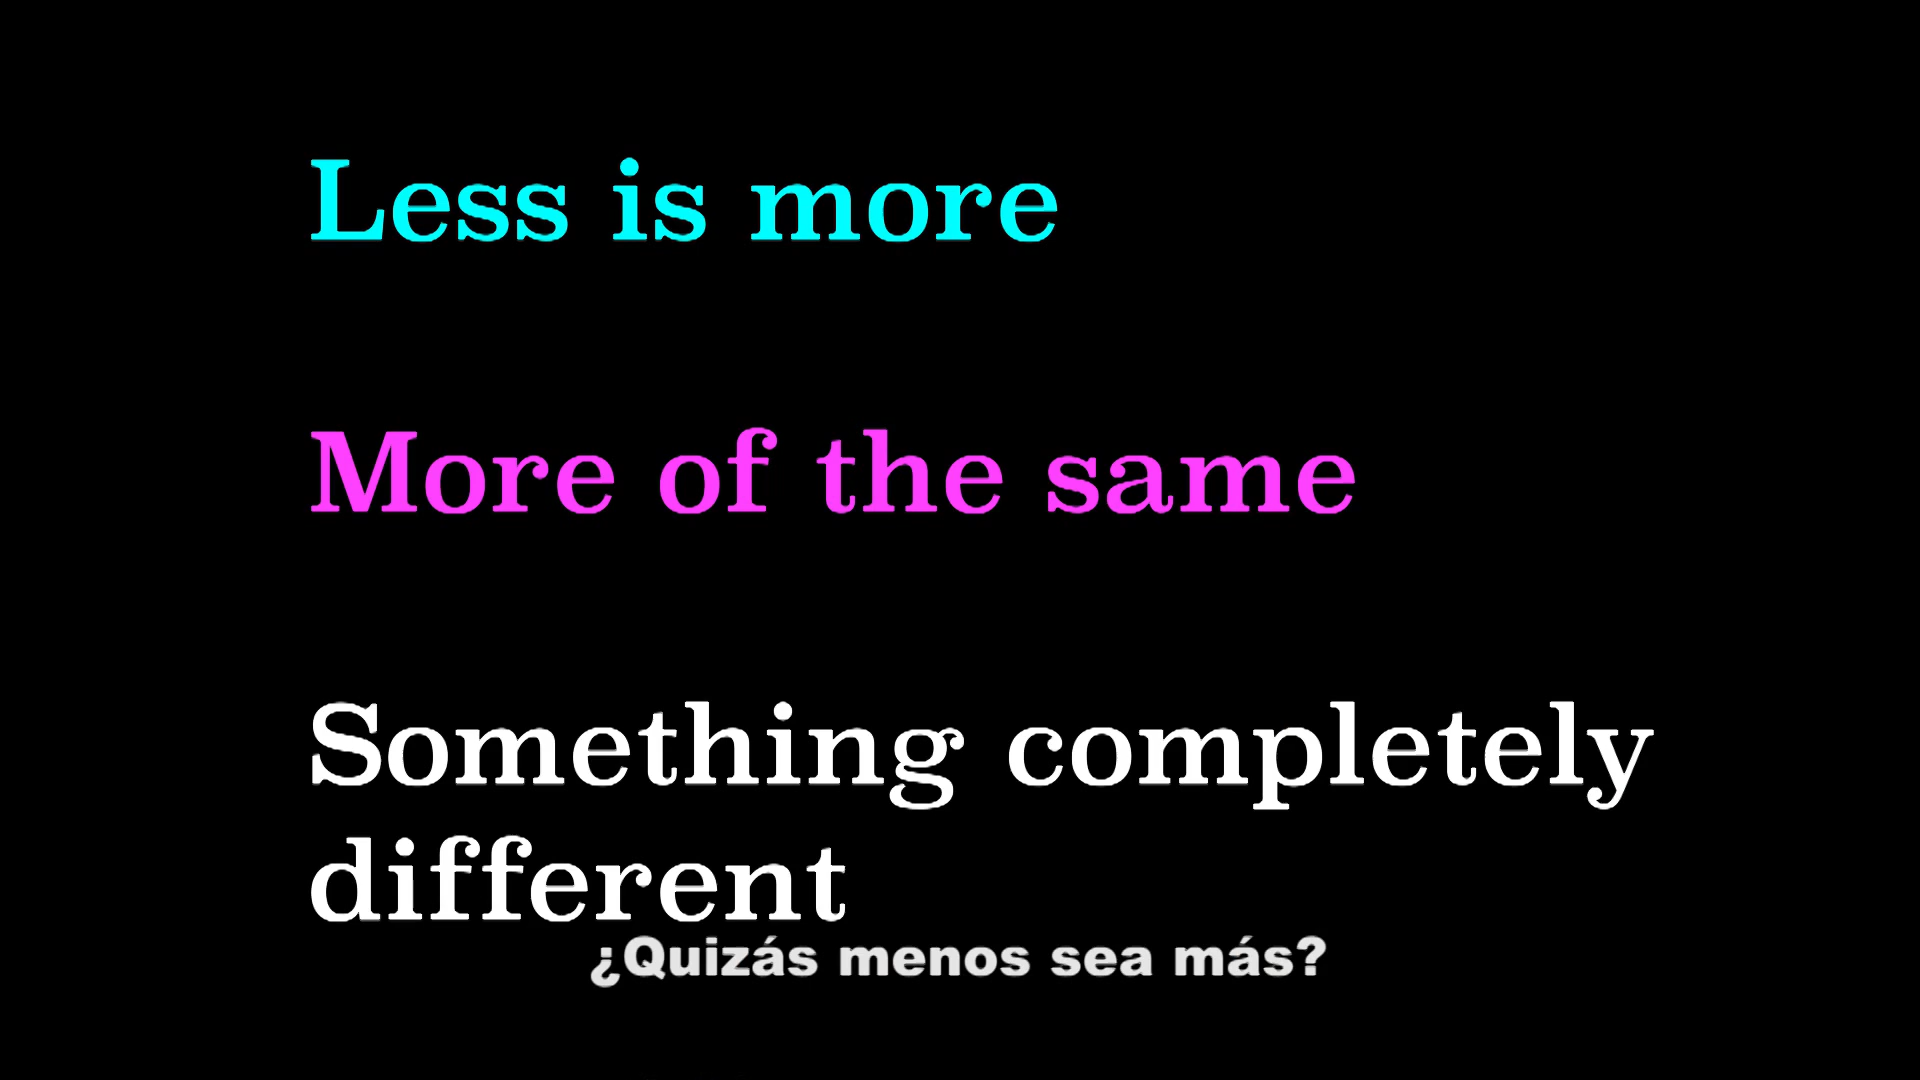 Less is more
More of the same
Something completely
different
¿Quizás menos sea más?